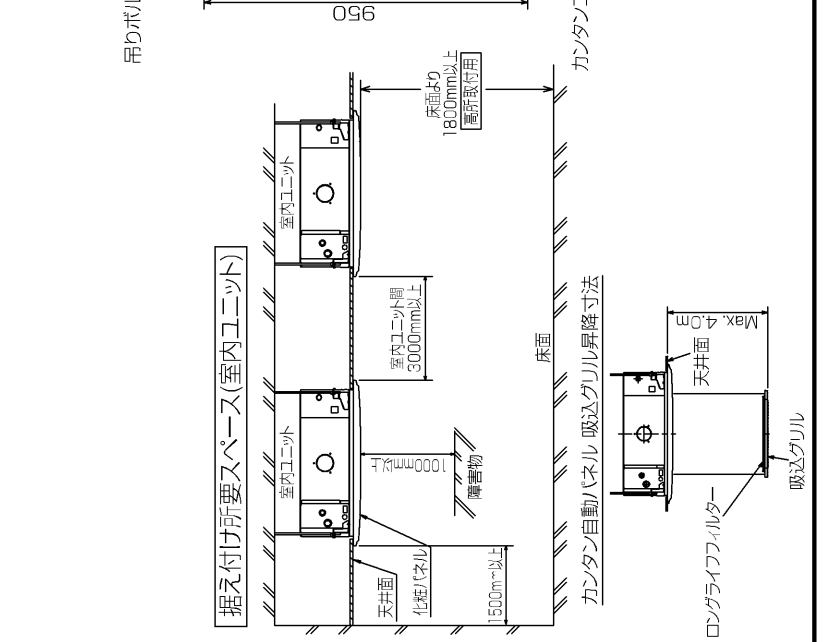 吊りボル
950
カンタン
据え付け所要スペース(室内ユニット)
室内ユニット
室内ユニット
床面より
1800mm以上
高所取付用
室内ユニット間
3000mm以上
1000mm以上
障害物
天井面
化粧パネル
1500mm以上
床面
カンタン自動パネル 吸込グリル昇降寸法
Max. 4.0m
天井面
ロングライフフィルター
吸込グリル